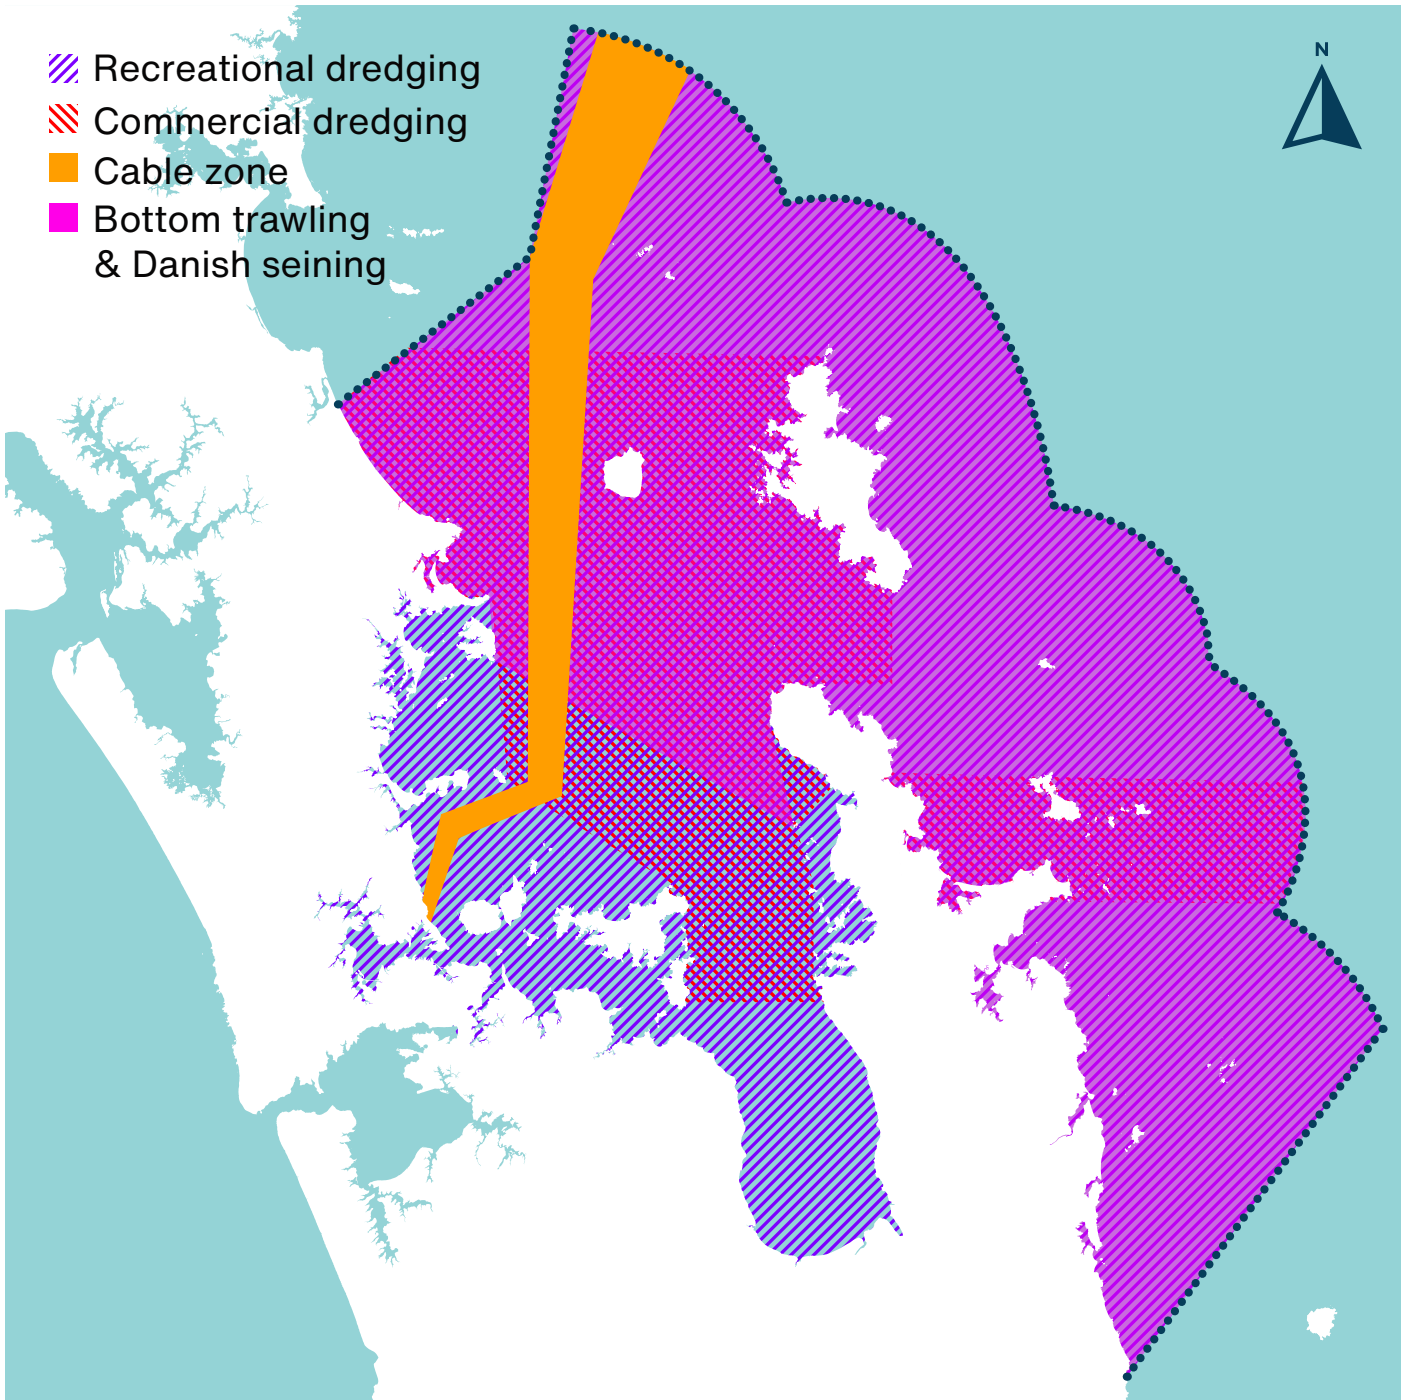 Recreational dredging
Commercial dredging
Cable zone
Bottom trawling
& Danish seining
N